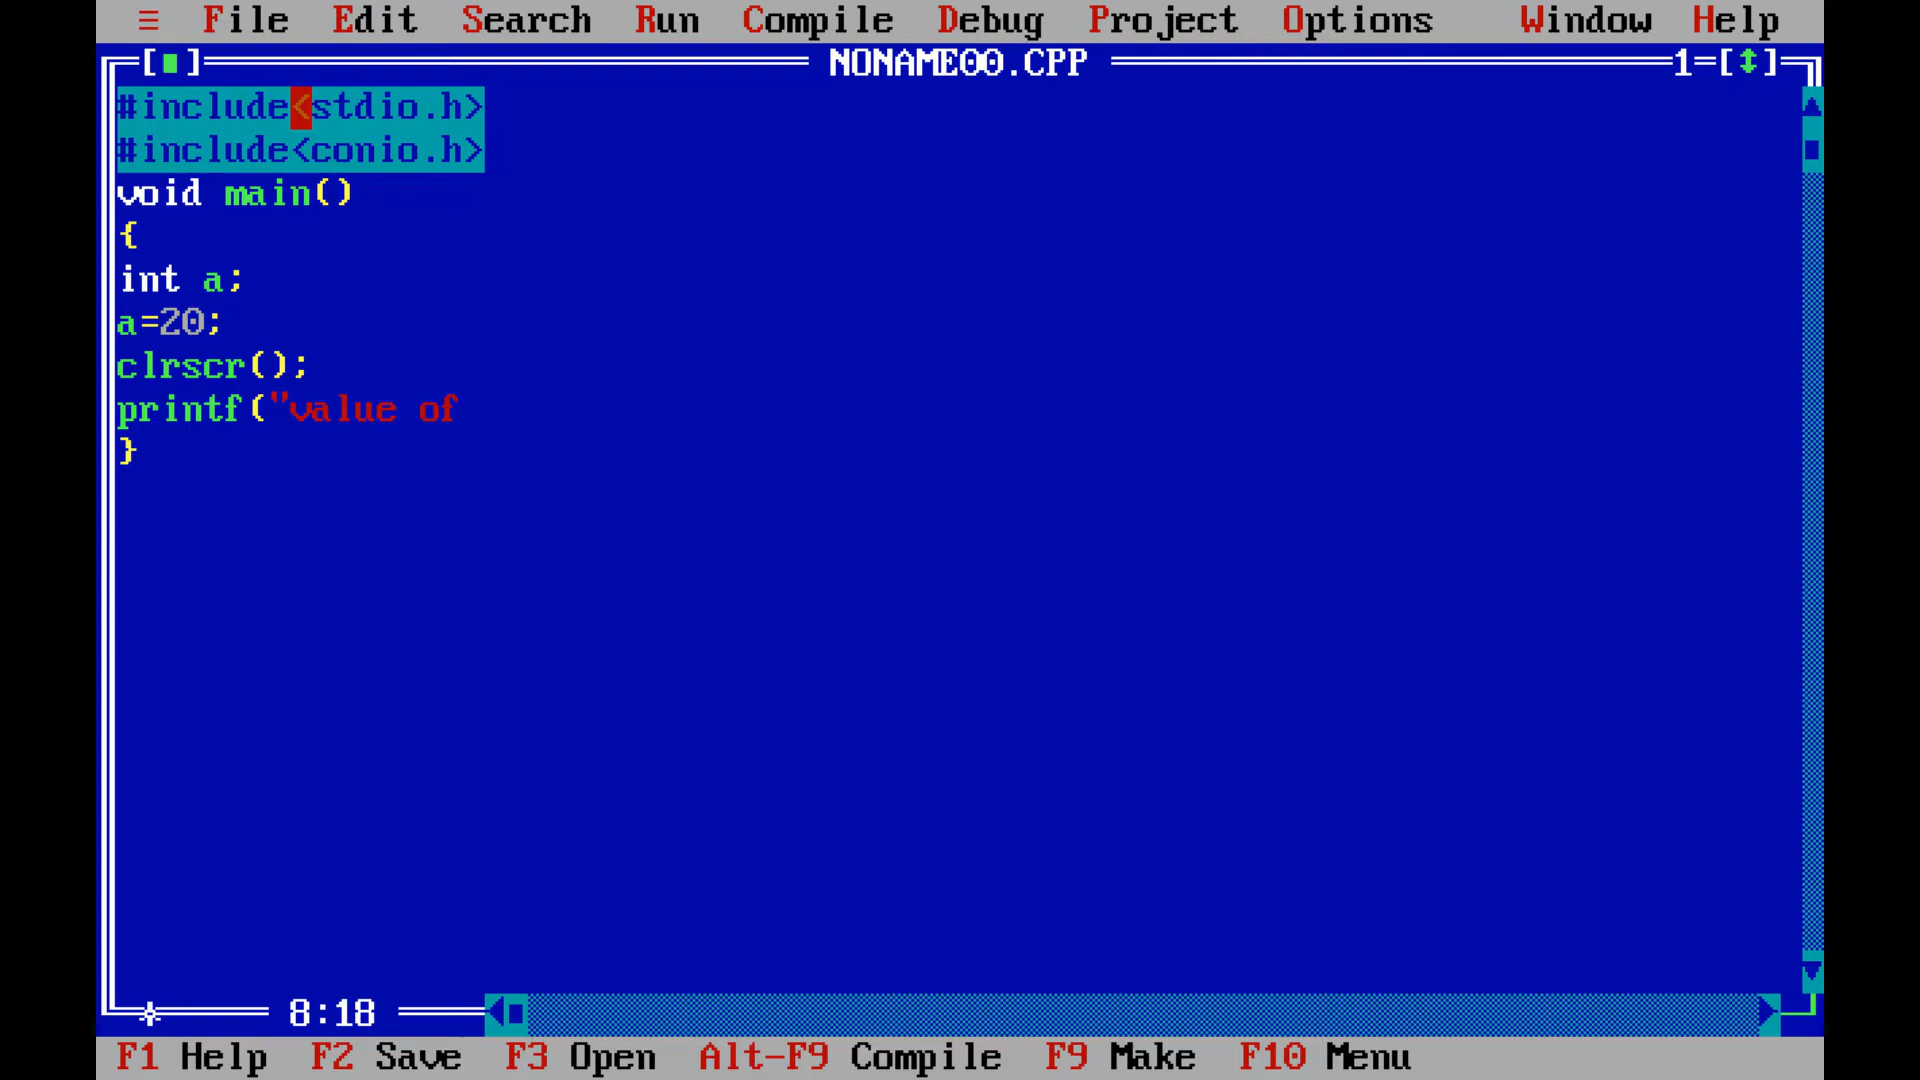 ≡ File Edit Search Run Compile Debug Project Options Window Help
[■] NONAME00.CPP 1=[↕]
#include<stdio.h>
#include<conio.h>
void main()
{
int a;
a=20;
clrscr();
printf("value of
}
8:18
F1 Help F2 Save F3 Open Alt-F9 Compile F9 Make F10 Menu